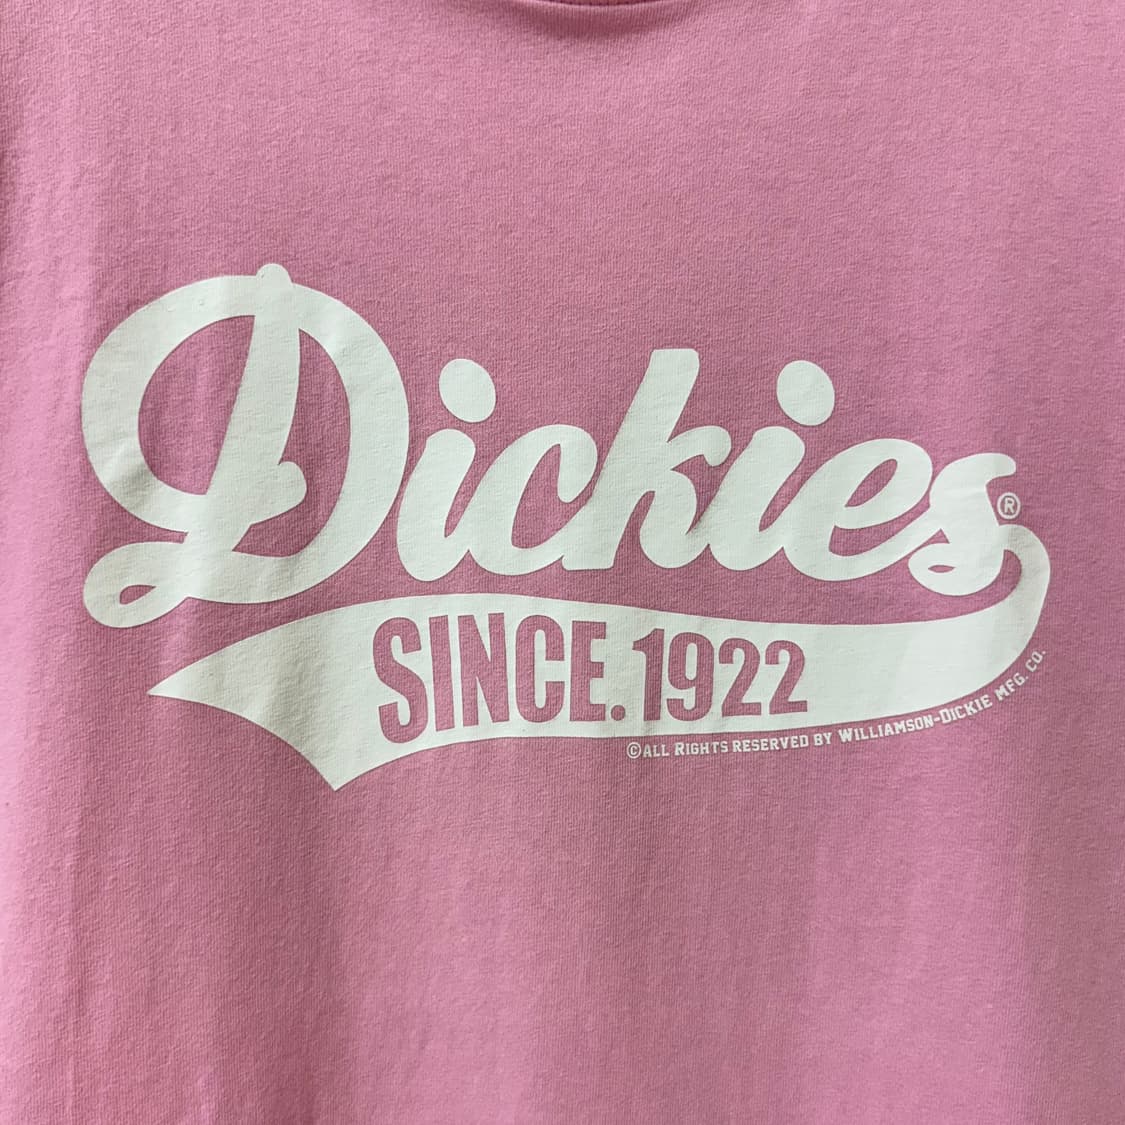 Dickies®
SINCE.1922
©ALL RIGHTS RESERVED BY WILLIAMSON-DICKIE MFG. CO.